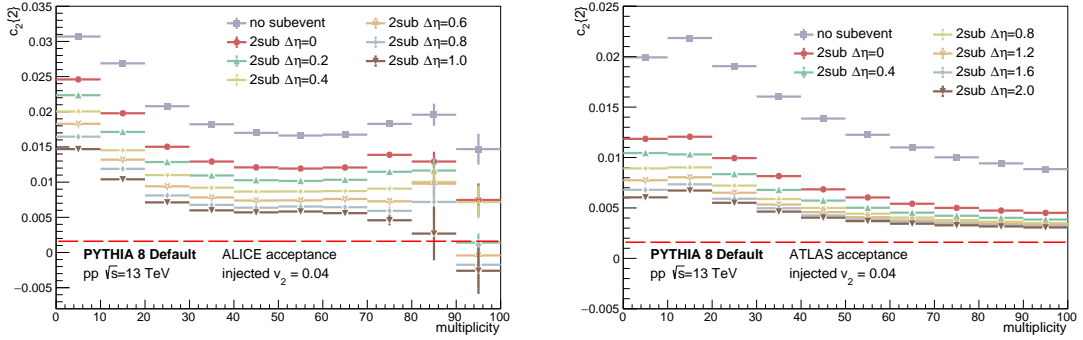 c₂{2}
0.035
0.03
0.025
0.02
0.015
0.01
0.005
0
−0.005
no subevent
2sub Δη=0
2sub Δη=0.2
2sub Δη=0.4
2sub Δη=0.6
2sub Δη=0.8
2sub Δη=1.0
PYTHIA 8 Default
pp √s=13 TeV
ALICE acceptance
injected v₂ = 0.04
0 10 20 30 40 50 60 70 80 90 100
multiplicity
c₂{2}
0.025
0.02
0.015
0.01
0.005
0
−0.005
no subevent
2sub Δη=0
2sub Δη=0.4
2sub Δη=0.8
2sub Δη=1.2
2sub Δη=1.6
2sub Δη=2.0
PYTHIA 8 Default
pp √s=13 TeV
ATLAS acceptance
injected v₂ = 0.04
0 10 20 30 40 50 60 70 80 90 100
multiplicity